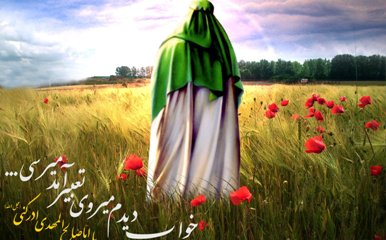 خواب دیدم میروی
تعبیر آمد میرسی ...
یا اباصالح المهدی ادرکنی